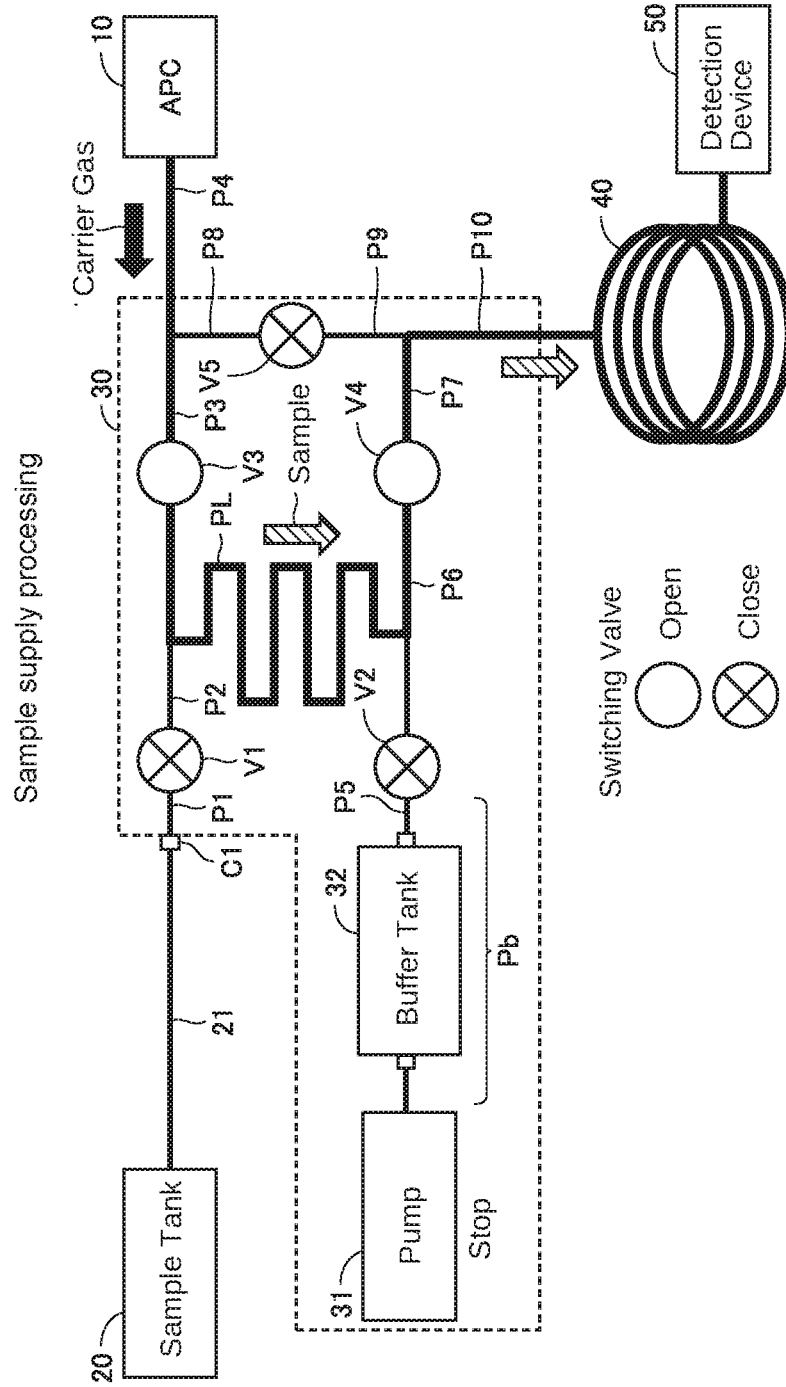 Sample supply processing
20
Sample Tank
21
C1
P1
V1
P2
30
V3
P3
Carrier Gas
P4
10
APC
PL
Sample
V5
P8
P9
31
Pump
Stop
32
Buffer Tank
Pb
P5
V2
P6
V4
P7
P10
40
50
Detection
Device
Switching Valve
Open
Close